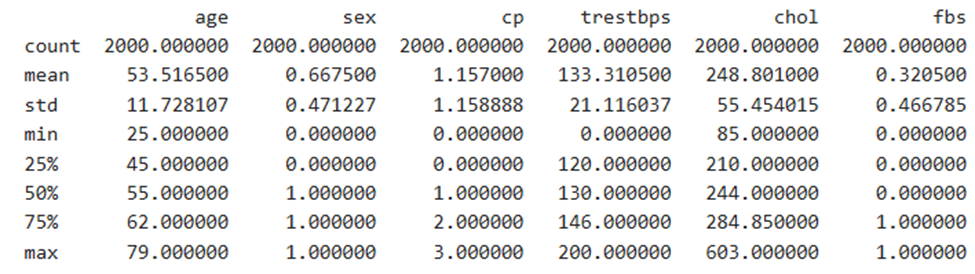 age sex cp trestbps chol fbs
count 2000.000000 2000.000000 2000.000000 2000.000000 2000.000000 2000.000000
mean 53.516500 0.667500 1.157000 133.310500 248.801000 0.320500
std 11.728107 0.471227 1.158888 21.116037 55.454015 0.466785
min 25.000000 0.000000 0.000000 0.000000 85.000000 0.000000
25% 45.000000 0.000000 0.000000 120.000000 210.000000 0.000000
50% 55.000000 1.000000 1.000000 130.000000 244.000000 0.000000
75% 62.000000 1.000000 2.000000 146.000000 284.850000 1.000000
max 79.000000 1.000000 3.000000 200.000000 603.000000 1.000000